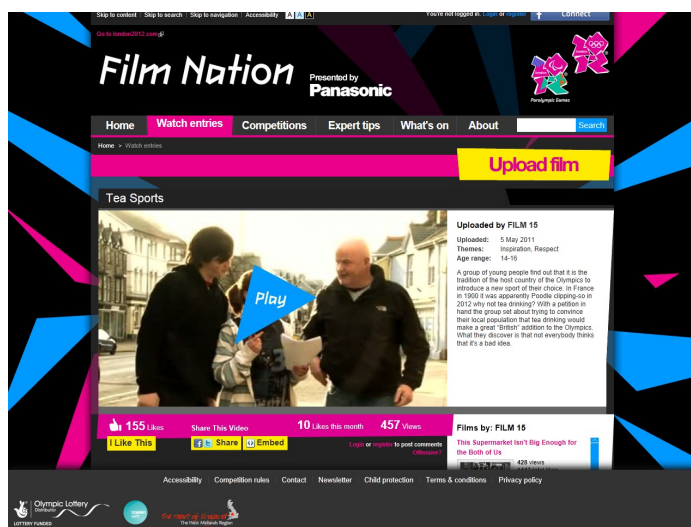 Skip to content Skip to search Skip to navigation Accessibility A A A
You're not logged in. Login or register
Connect
Go to london2012.com
Film Nation
Presented by
Panasonic
london
Paralympic Games
Home Watch entries Competitions Expert tips What's on About Search
Home > Watch entries
Upload film
Tea Sports
Play
Uploaded by FILM 15
Uploaded: 5 May 2011
Themes: Inspiration, Respect
Age range: 14-16
A group of young people find out that it is the
tradition of the host country of the Olympics to
introduce a new sport of their choice. In France
in 1900 it was apparently Poodle clipping-so in
2012 why not tea drinking? With a petition in
hand the group set about trying to convince
their local population that tea drinking would
make a great "British" addition to the Olympics.
What they discover is that not everybody thinks
that it's a bad idea.
155 Likes Share This Video 10 Likes this month 457 Views
I Like This Share Embed
Login or register to post comments
Offensive?
Films by: FILM 15
This Supermarket Isn't Big Enough for
the Both of Us
428 views
Accessibility Competition rules Contact Newsletter Child protection Terms & conditions Privacy policy
Olympic Lottery
Distributor
LOTTERY FUNDED
The Heart of England
The West Midlands Region